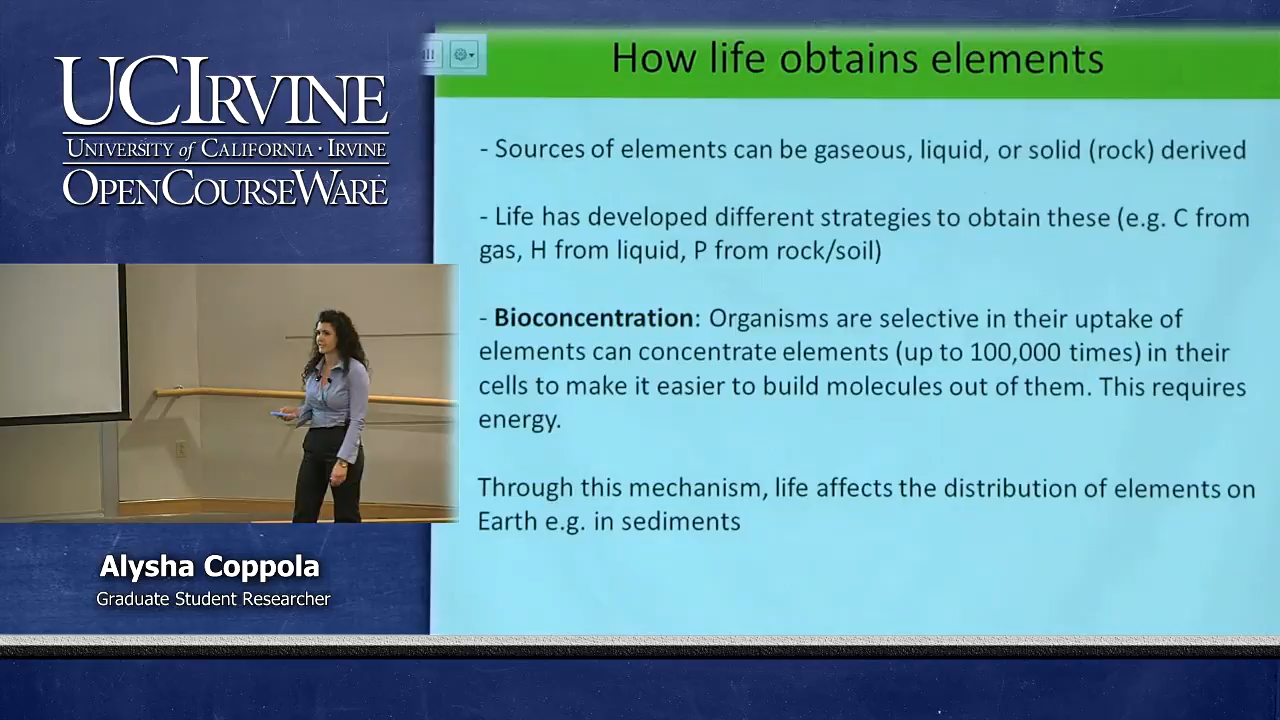 UCIRVINE
UNIVERSITY of CALIFORNIA · IRVINE
OPENCOURSEWARE
How life obtains elements
- Sources of elements can be gaseous, liquid, or solid (rock) derived
- Life has developed different strategies to obtain these (e.g. C from
gas, H from liquid, P from rock/soil)
- Bioconcentration: Organisms are selective in their uptake of
elements can concentrate elements (up to 100,000 times) in their
cells to make it easier to build molecules out of them. This requires
energy.
Through this mechanism, life affects the distribution of elements on
Earth e.g. in sediments
Alysha Coppola
Graduate Student Researcher